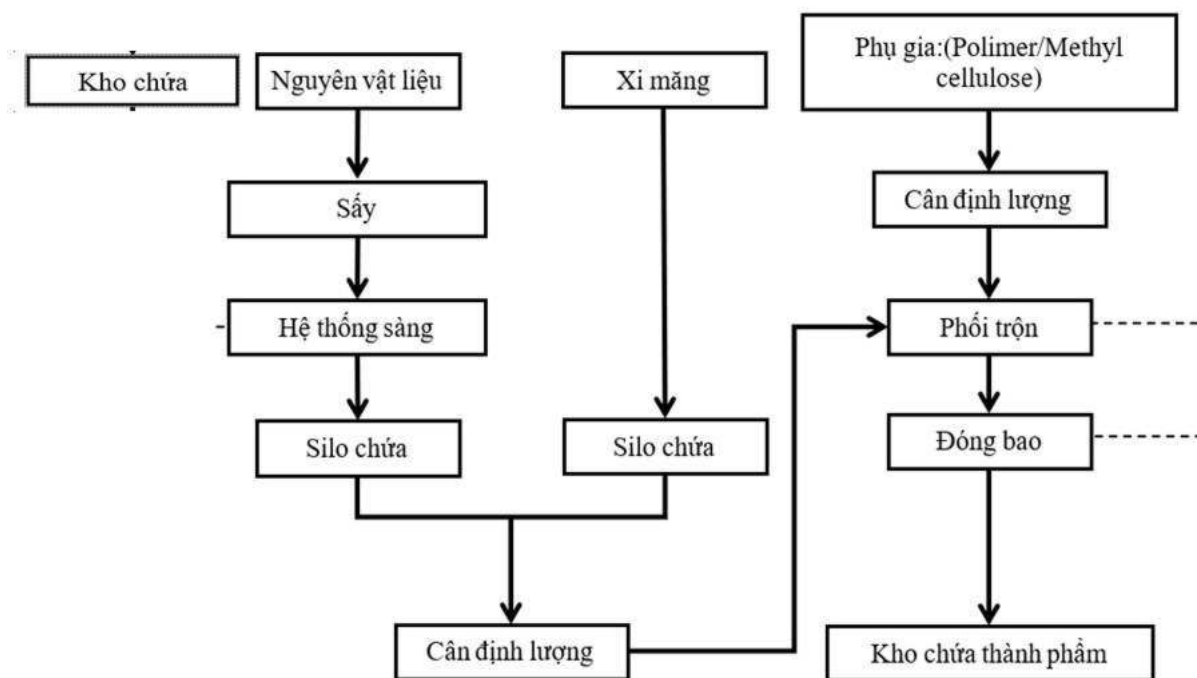 Kho chứa
Nguyên vật liệu
Xi măng
Phụ gia:(Polimer/Methyl
cellulose)
Sấy
Cân định lượng
Hệ thống sàng
Phối trộn
Silo chứa
Silo chứa
Đóng bao
Cân định lượng
Kho chứa thành phẩm